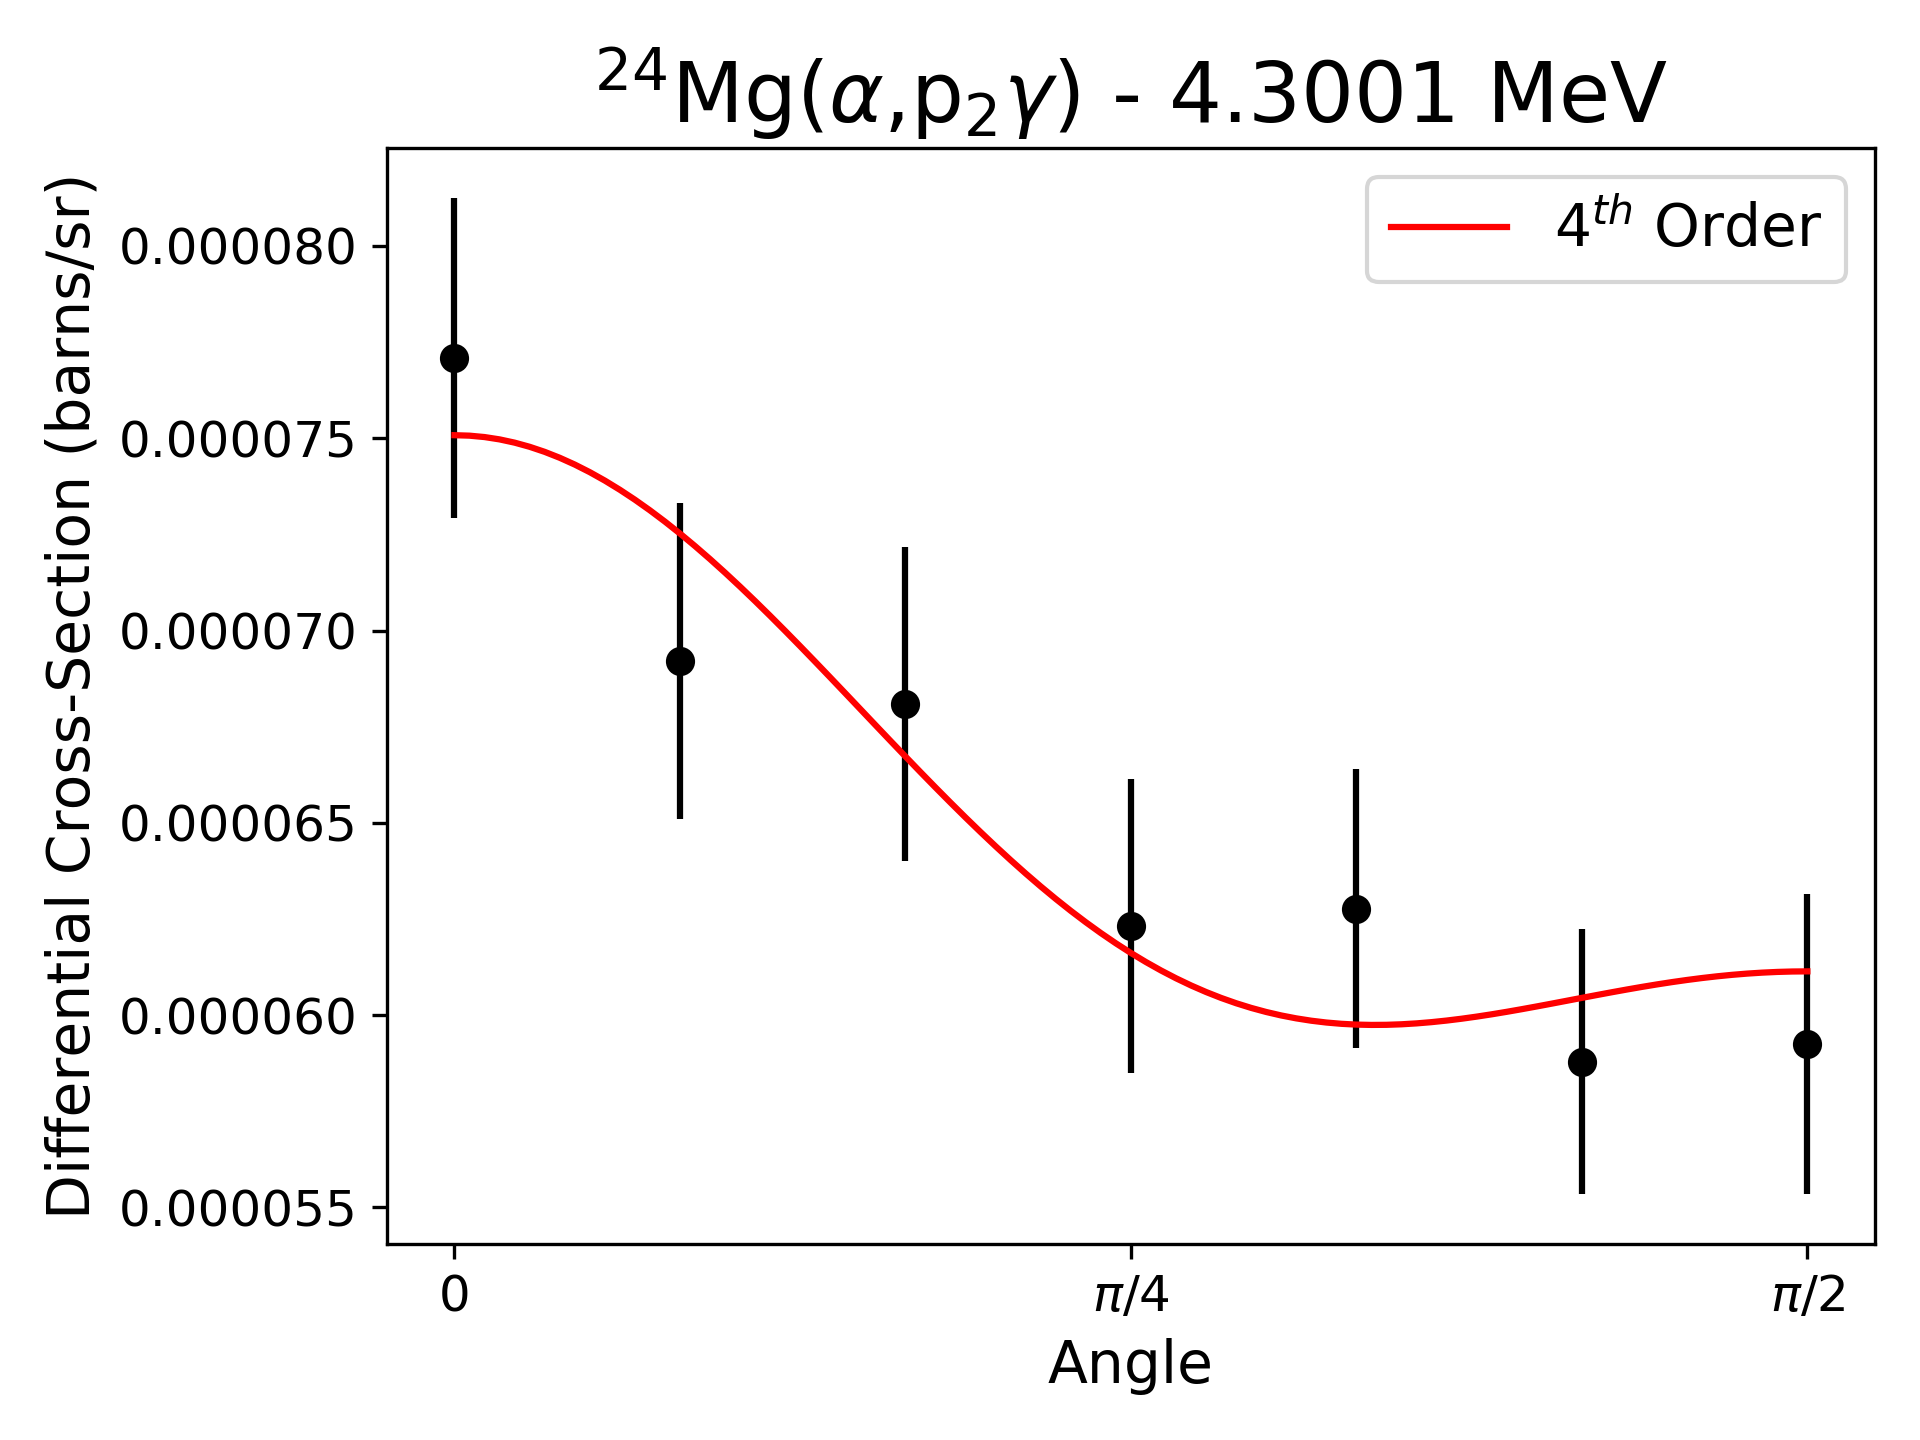 ²⁴Mg(α,p₂γ) - 4.3001 MeV
4ᵗʰ Order
Differential Cross-Section (barns/sr)
0.000080
0.000075
0.000070
0.000065
0.000060
0.000055
0 π/4 π/2
Angle